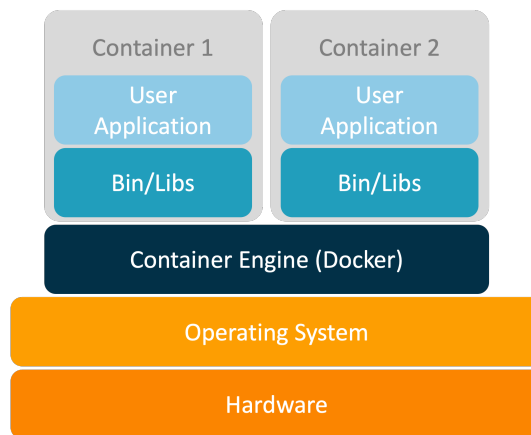 Container 1
Container 2
User
Application
User
Application
Bin/Libs
Bin/Libs
Container Engine (Docker)
Operating System
Hardware